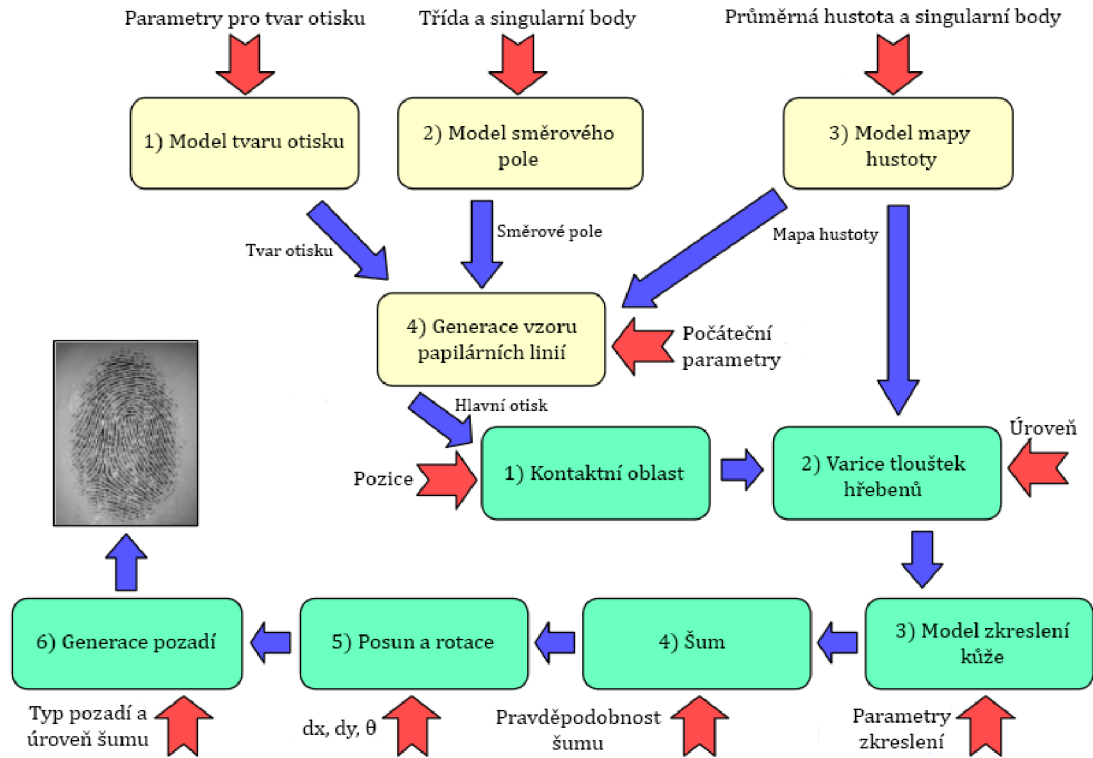 Parametry pro tvar otisku
Třída a singularní body
Průměrná hustota a singularní body
1) Model tvaru otisku
2) Model směrového
pole
3) Model mapy
hustoty
Tvar otisku
Směrové pole
Mapa hustoty
4) Generace vzoru
papilárních linií
Počáteční
parametry
Hlavní otisk
Úroveň
Pozice
1) Kontaktní oblast
2) Varice tlouštek
hřebenů
6) Generace pozadí
5) Posun a rotace
4) Šum
3) Model zkreslení
kůže
Typ pozadí a
úroveň šumu
dx, dy, θ
Pravděpodobnost
šumu
Parametry
zkreslení